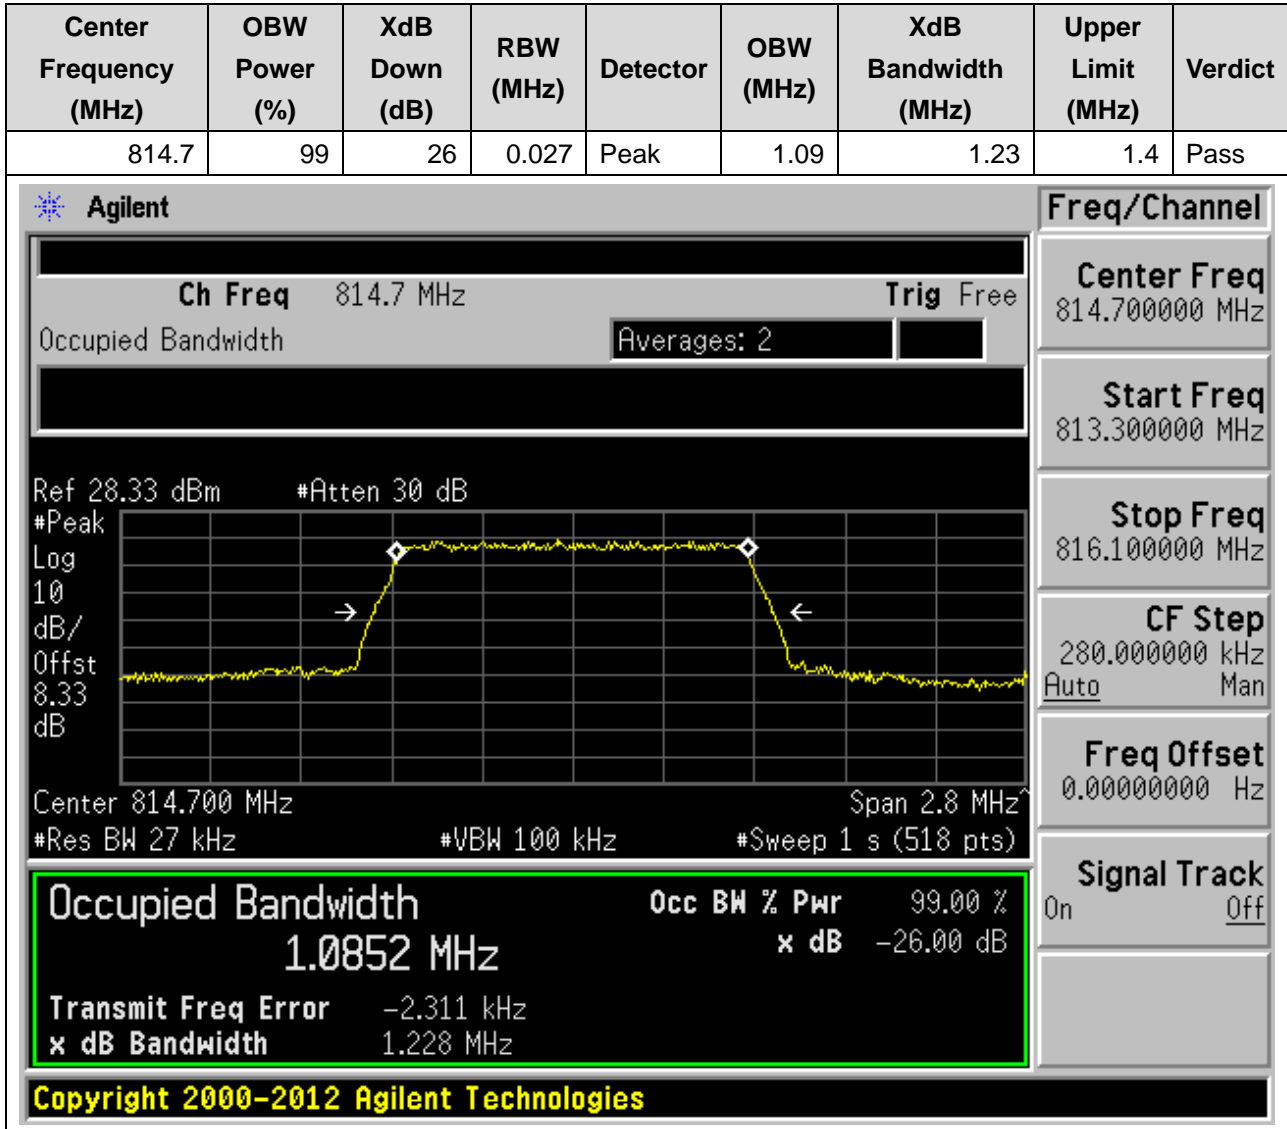 Center Frequency (MHz) OBW Power (%) XdB Down (dB) RBW (MHz) Detector OBW (MHz) XdB Bandwidth (MHz) Upper Limit (MHz) Verdict
814.7 99 26 0.027 Peak 1.09 1.23 1.4 Pass
Agilent
Freq/Channel
Ch Freq 814.7 MHz Trig Free
Occupied Bandwidth Averages: 2
Center Freq
814.700000 MHz
Start Freq
813.300000 MHz
Stop Freq
816.100000 MHz
CF Step
280.000000 kHz
Auto Man
Freq Offset
0.00000000 Hz
Signal Track
On Off
Ref 28.33 dBm #Atten 30 dB
#Peak
Log
10
dB/
Offst
8.33
dB
Center 814.700 MHz Span 2.8 MHz^
#Res BW 27 kHz #VBW 100 kHz #Sweep 1 s (518 pts)
Occupied Bandwidth Occ BW % Pwr 99.00 %
1.0852 MHz x dB -26.00 dB
Transmit Freq Error -2.311 kHz
x dB Bandwidth 1.228 MHz
Copyright 2000-2012 Agilent Technologies